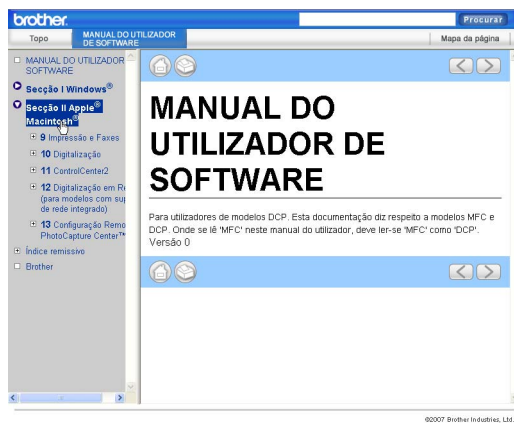 brother.
Procurar
Topo
MANUAL DO UTILIZADOR
DE SOFTWARE
Mapa da página
MANUAL DO UTILIZADOR
SOFTWARE
Secção I Windows®
Secção II Apple®
Macintosh®
9 Impressão e Faxes
10 Digitalização
11 ControlCenter2
12 Digitalização em R
(para modelos com su
de rede integrado)
13 Configuração Remo
PhotoCapture Center™
Índice remissivo
Brother
MANUAL DO
UTILIZADOR DE
SOFTWARE
Para utilizadores de modelos DCP. Esta documentação diz respeito a modelos MFC e
DCP. Onde se lê 'MFC' neste manual do utilizador, deve ler-se 'MFC' como 'DCP'.
Versão 0
©2007 Brother Industries, Ltd.